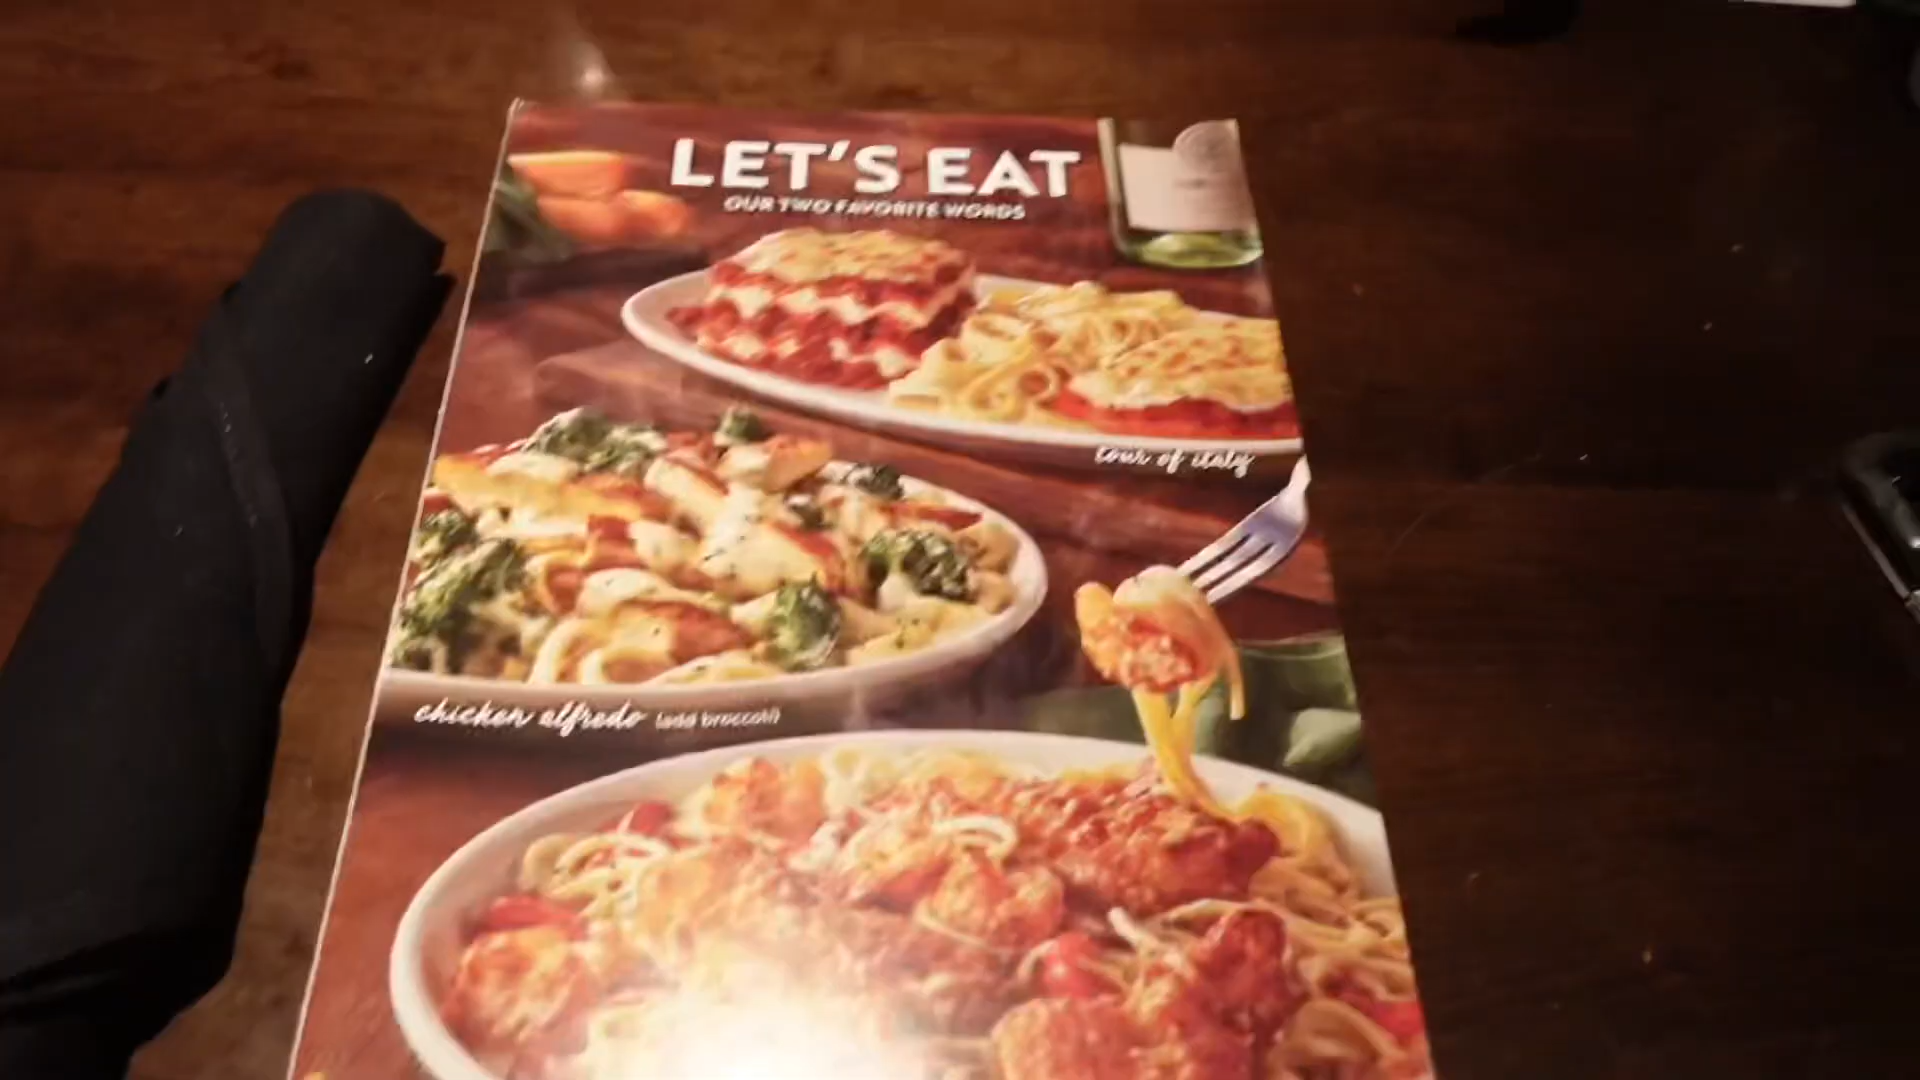 LET'S EAT
OUR TWO FAVORITE WORDS
tour of italy
chicken alfredo (add broccoli)